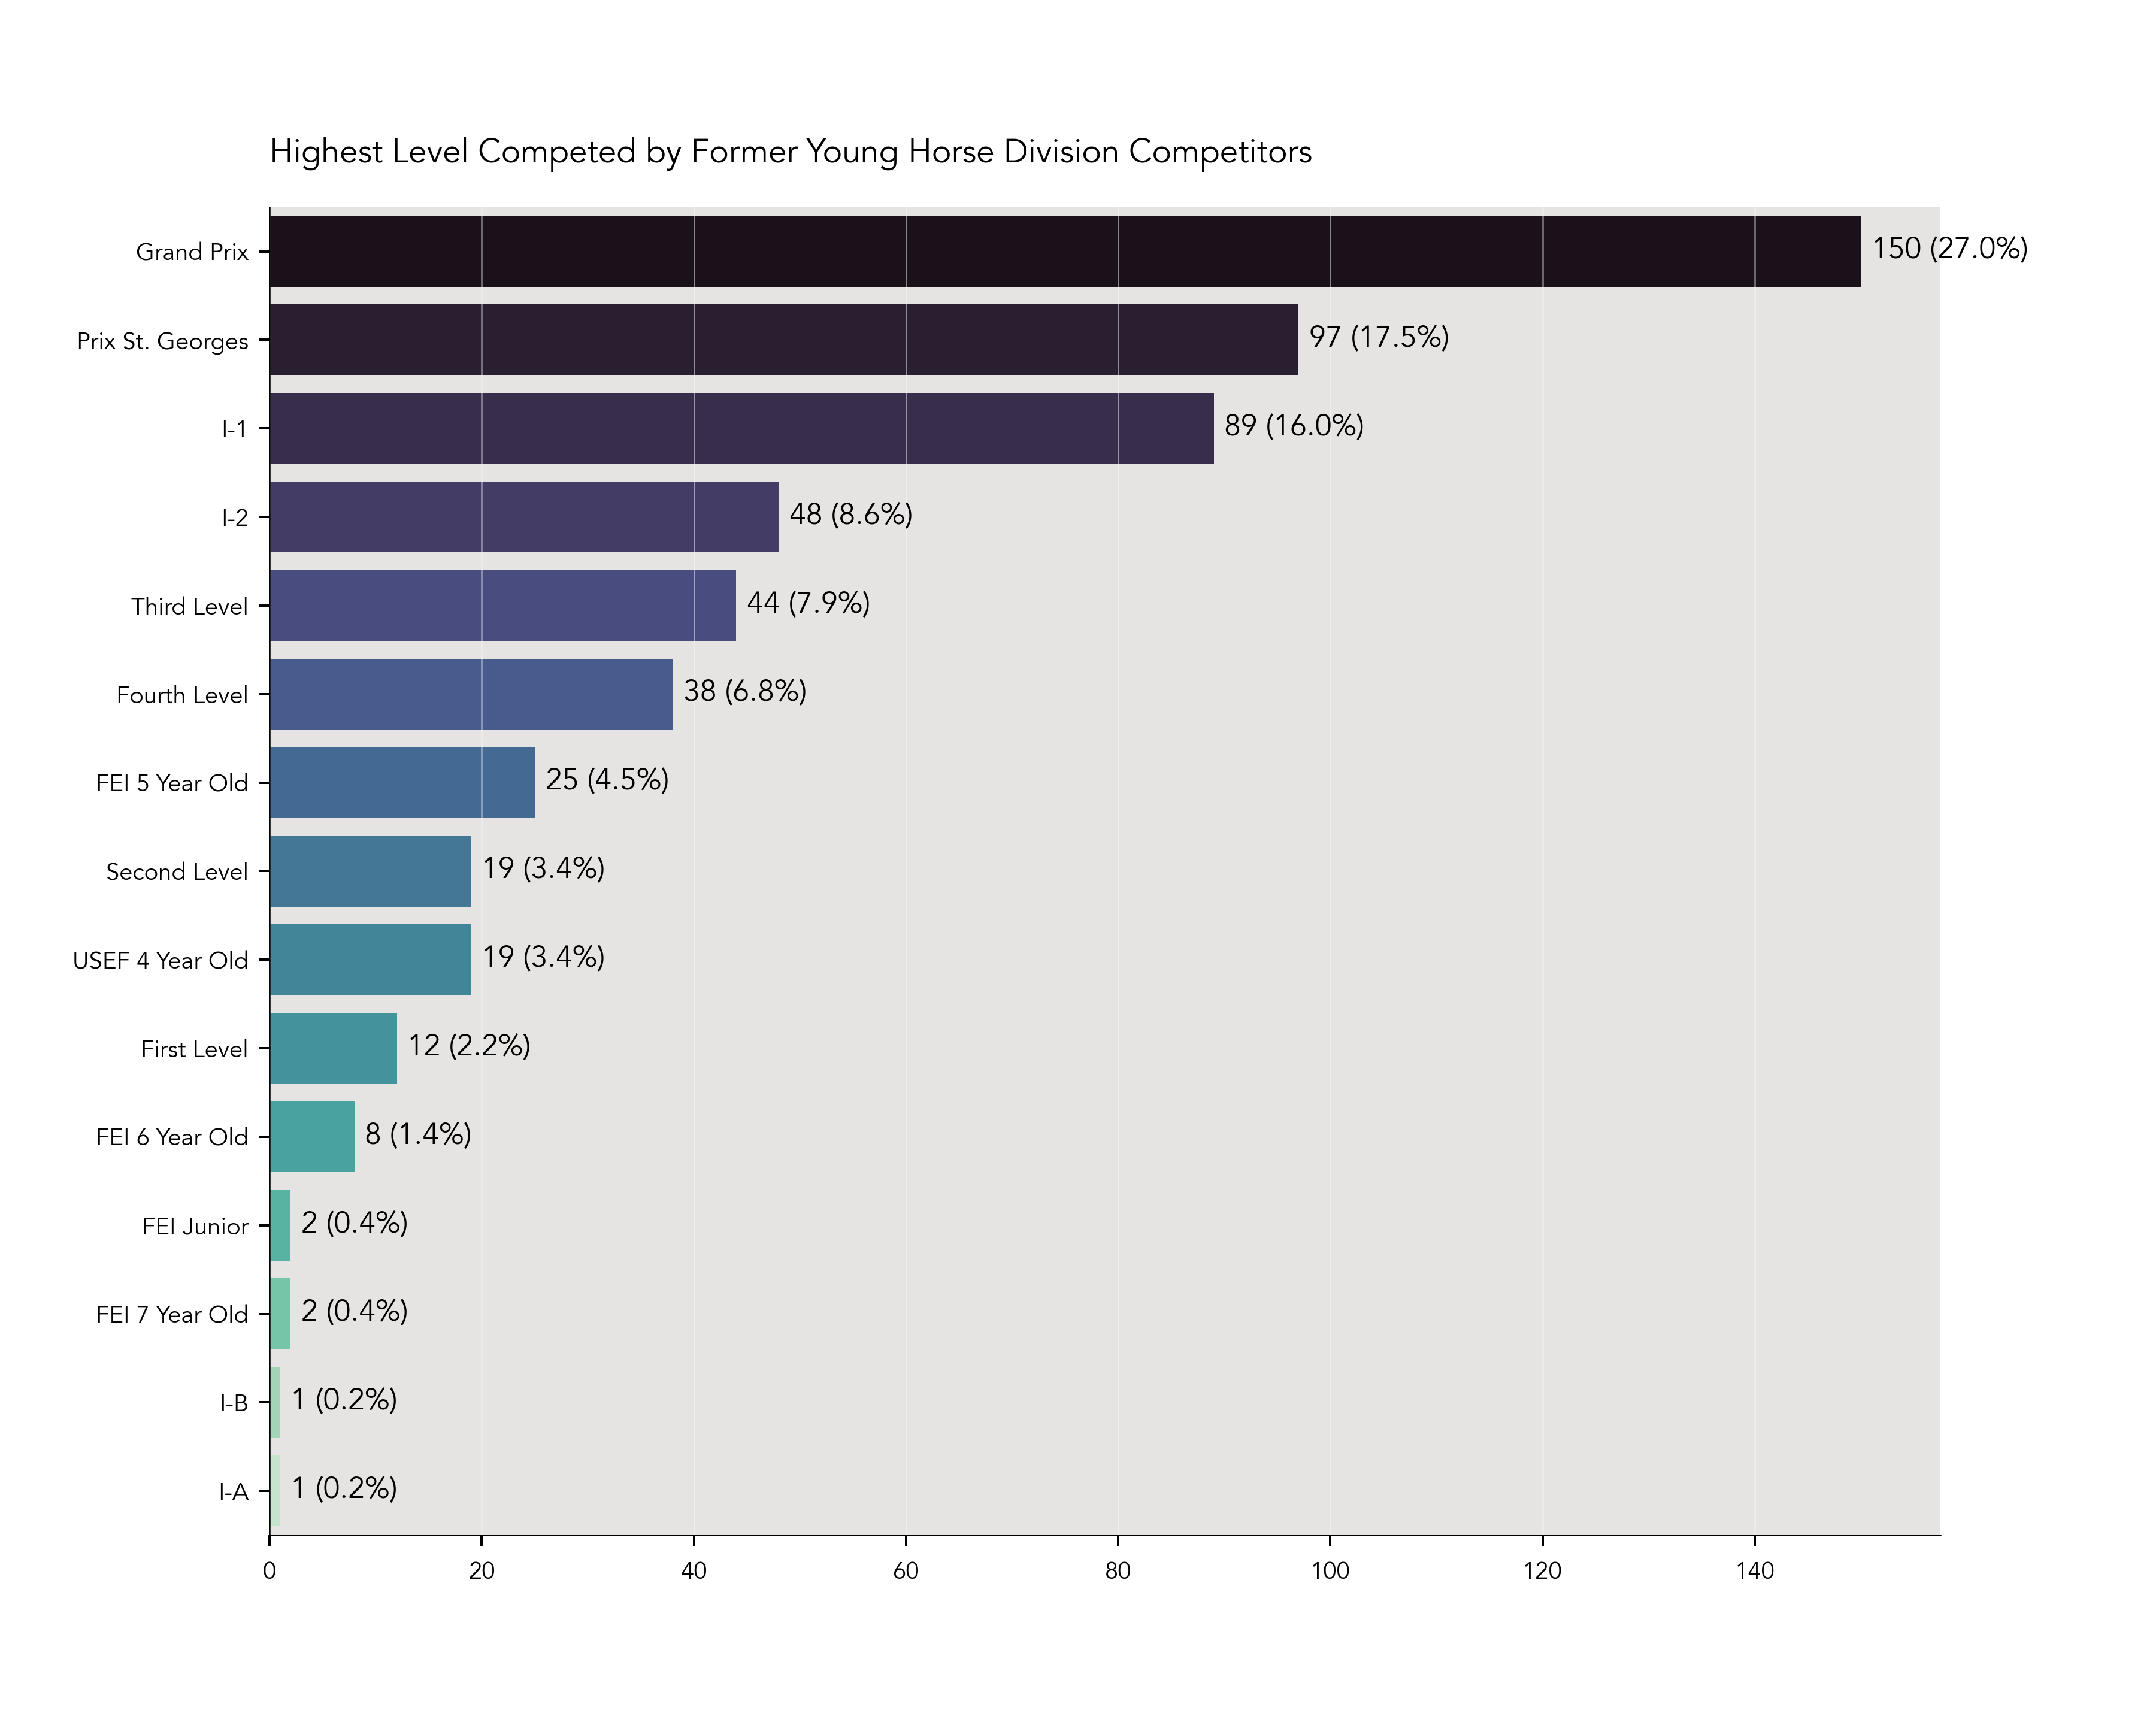 Highest Level Competed by Former Young Horse Division Competitors
Grand Prix 150 (27.0%)
Prix St. Georges 97 (17.5%)
I-1 89 (16.0%)
I-2 48 (8.6%)
Third Level 44 (7.9%)
Fourth Level 38 (6.8%)
FEI 5 Year Old 25 (4.5%)
Second Level 19 (3.4%)
USEF 4 Year Old 19 (3.4%)
First Level 12 (2.2%)
FEI 6 Year Old 8 (1.4%)
FEI Junior 2 (0.4%)
FEI 7 Year Old 2 (0.4%)
I-B 1 (0.2%)
I-A 1 (0.2%)
0 20 40 60 80 100 120 140